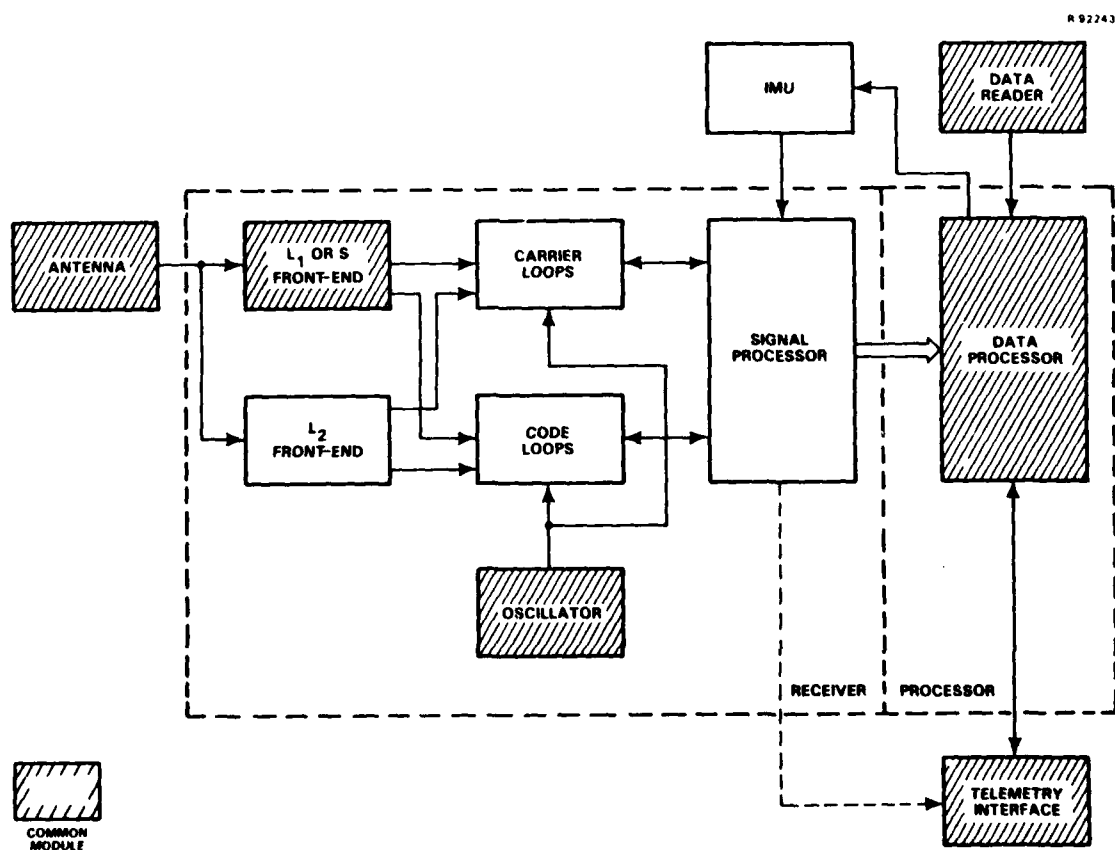 R 92243
IMU
DATA
READER
ANTENNA
L₁ OR S
FRONT-END
CARRIER
LOOPS
SIGNAL
PROCESSOR
DATA
PROCESSOR
L₂
FRONT-END
CODE
LOOPS
OSCILLATOR
RECEIVER
PROCESSOR
TELEMETRY
INTERFACE
COMMON
MODULE